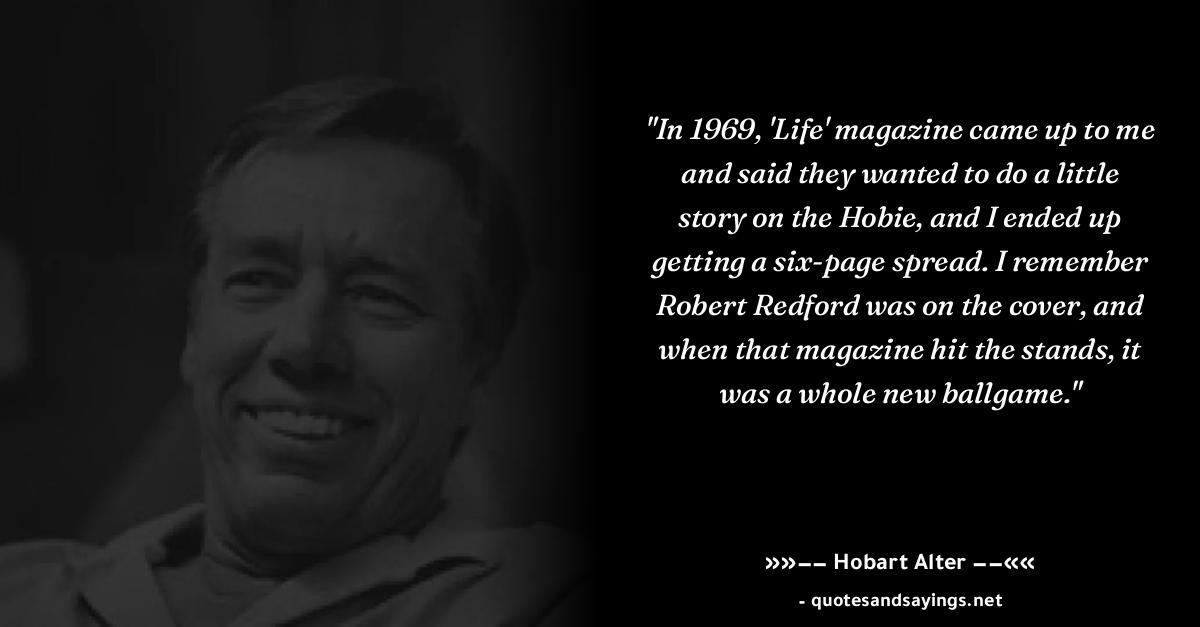 "In 1969, 'Life' magazine came up to me
and said they wanted to do a little
story on the Hobie, and I ended up
getting a six-page spread. I remember
Robert Redford was on the cover, and
when that magazine hit the stands, it
was a whole new ballgame."
»»–– Hobart Alter ––««
- quotesandsayings.net